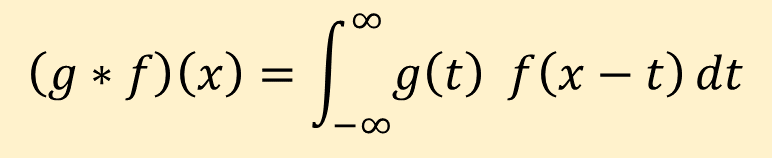 (g ∗ f)(x) = ∫_{−∞}^{∞} g(t) f(x − t) dt